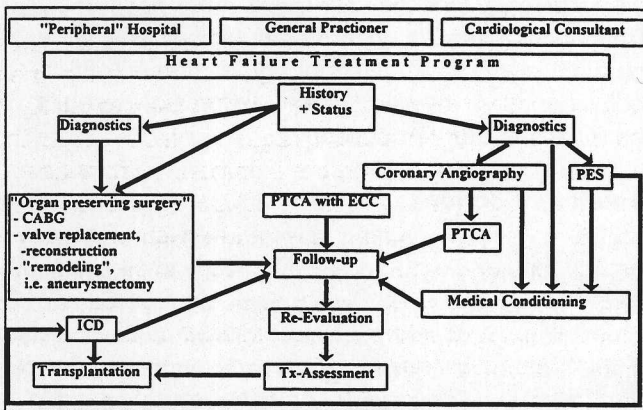 "Peripheral" Hospital
General Practioner
Cardiological Consultant
Heart Failure Treatment Program
History
+ Status
Diagnostics
Diagnostics
Coronary Angiography
PES
"Organ preserving surgery"
- CABG
- valve replacement,
-reconstruction
- "remodeling",
i.e. aneurysmectomy
PTCA with ECC
PTCA
Follow-up
Medical Conditioning
ICD
Re-Evaluation
Transplantation
Tx-Assessment